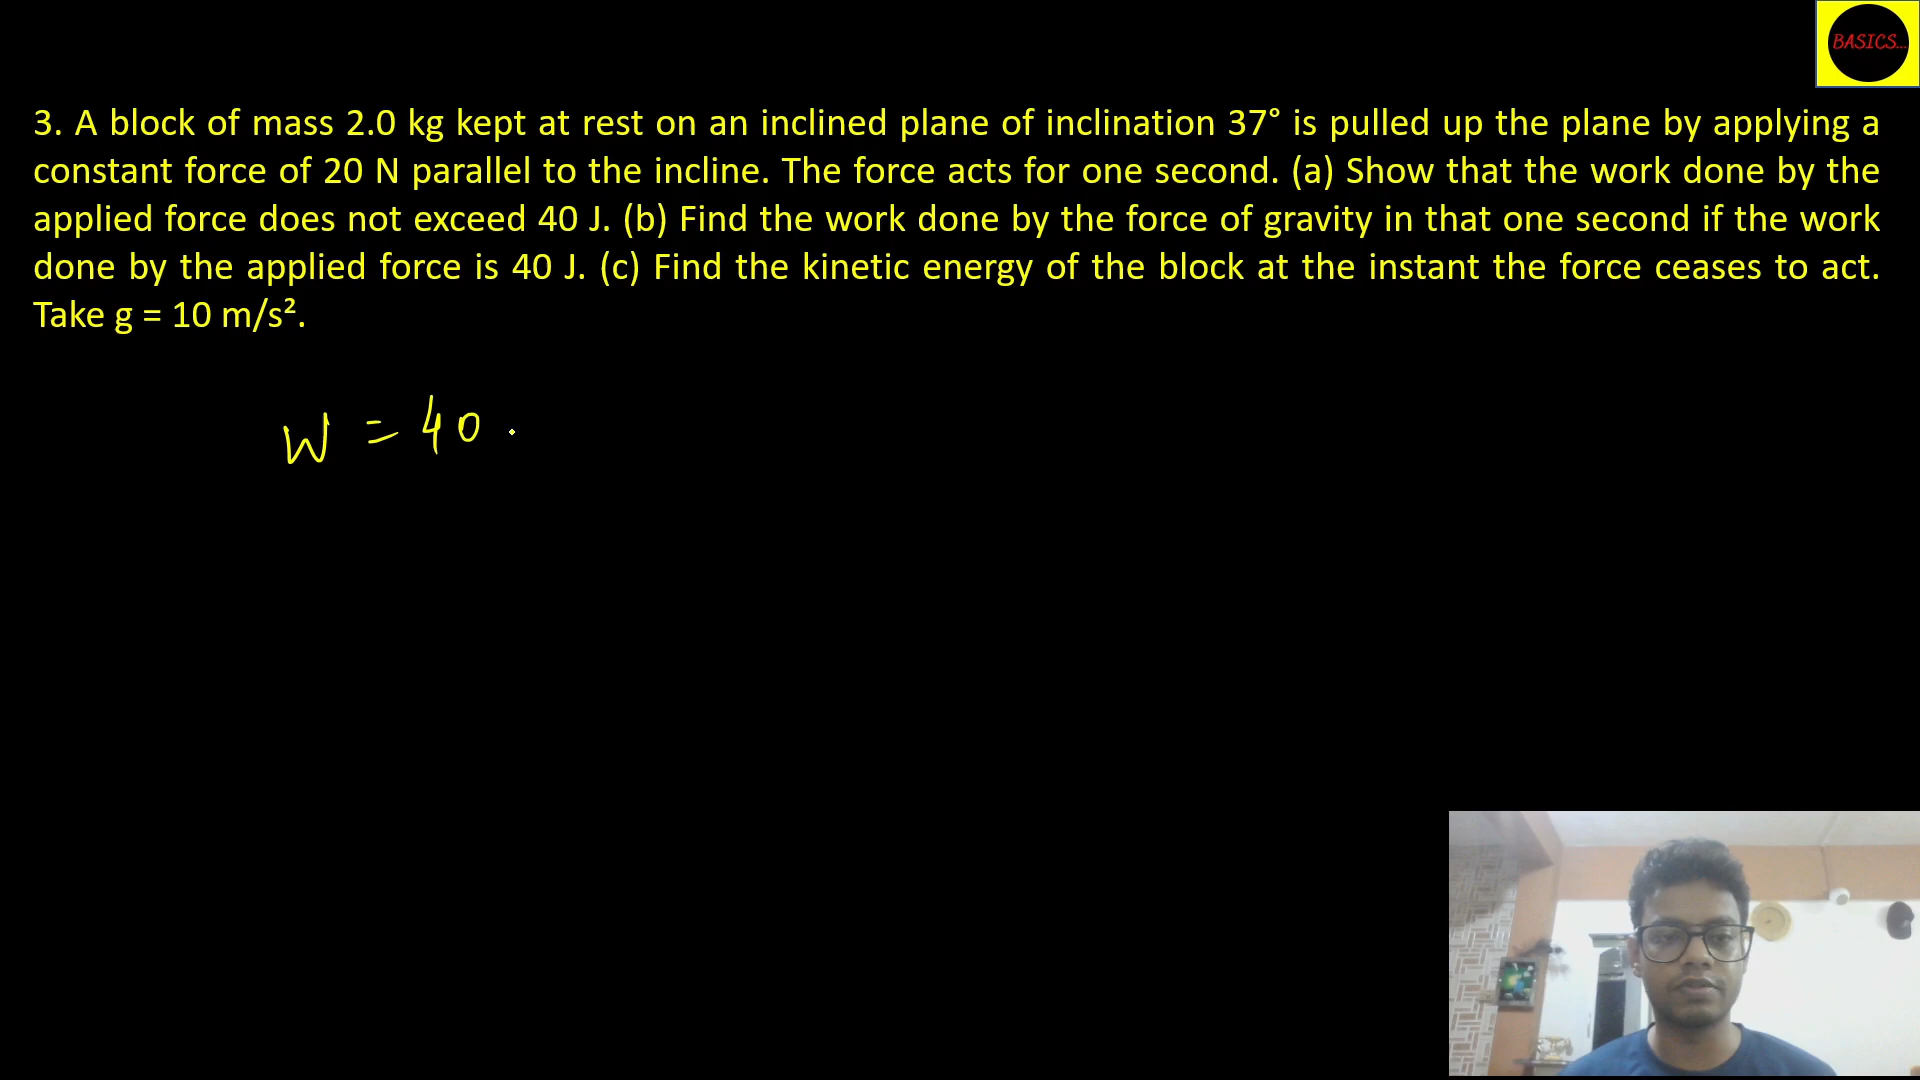 BASICS...
3. A block of mass 2.0 kg kept at rest on an inclined plane of inclination 37° is pulled up the plane by applying a
constant force of 20 N parallel to the incline. The force acts for one second. (a) Show that the work done by the
applied force does not exceed 40 J. (b) Find the work done by the force of gravity in that one second if the work
done by the applied force is 40 J. (c) Find the kinetic energy of the block at the instant the force ceases to act.
Take g = 10 m/s².
W = 40 .